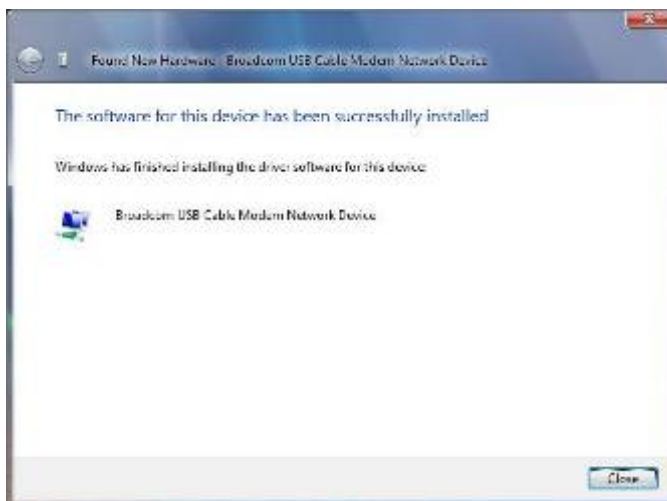 Found New Hardware - Broadcom USB Cable Modem Network Device
The software for this device has been successfully installed
Windows has finished installing the driver software for this device:
Broadcom USB Cable Modem Network Device
Close